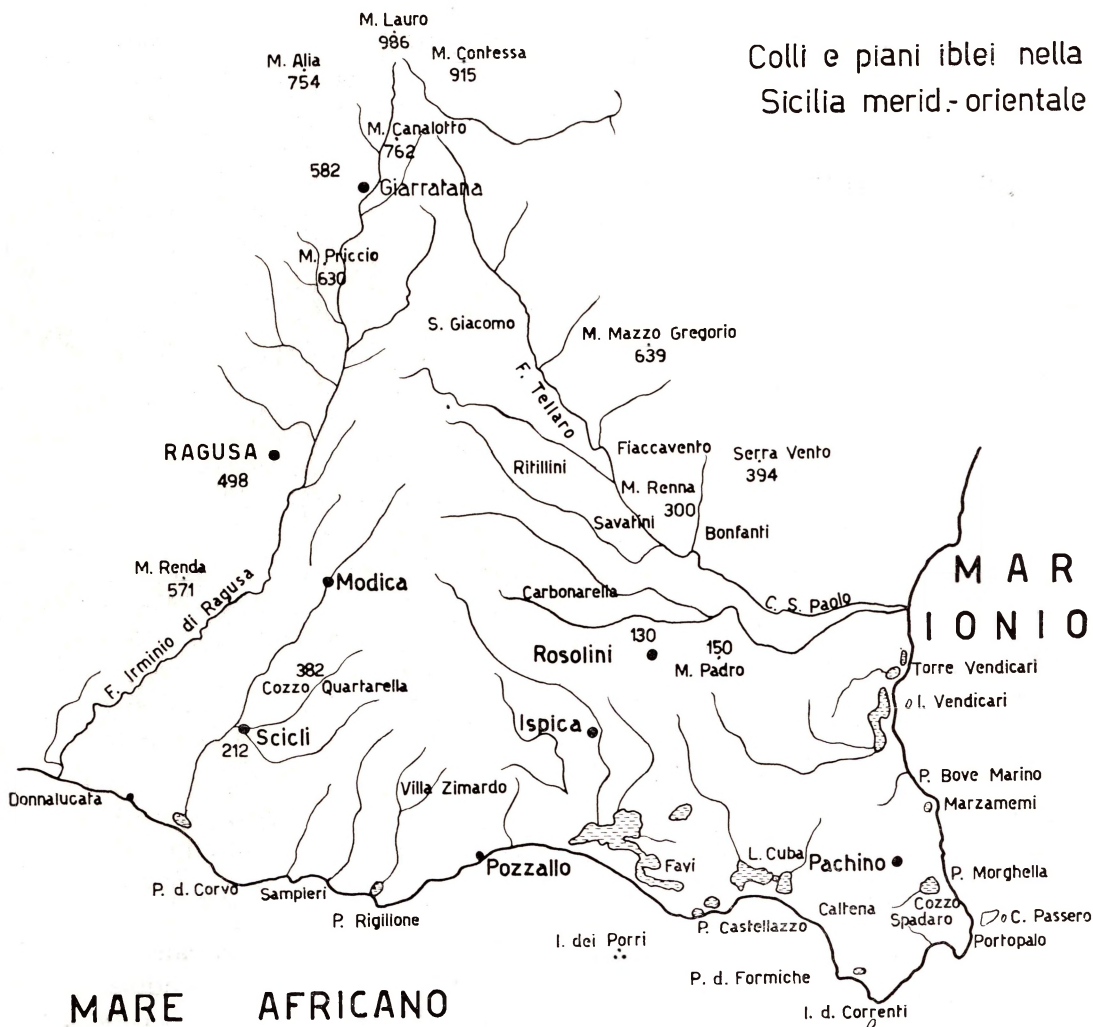 Colli e piani iblei nella
Sicilia merid.-orientale
M. Lauro
986
M. Contessa
915
M. Alia
754
M. Canalotto
762
582
Giarratana
M. Priccio
630
S. Giacomo
M. Mazzo Gregorio
639
F. Tellaro
RAGUSA
498
Ritillini
Fiaccavento
Serra Vento
394
M. Renna
300
Savatini
Bonfanti
M. Renda
571
Modica
F. Irminio di Ragusa
Carbonarella
C. S. Paolo
MAR
IONIO
Rosolini
130
150
M. Padro
Torre Vendicari
I. Vendicari
382
Cozzo Quartarella
Scicli
212
Ispica
Donnalucata
Villa Zimardo
P. Bove Marino
Marzamemi
P. d. Corvo
Sampieri
P. Rigilione
Pozzallo
Favi
L. Cuba
Pachino
P. Morghella
Cozzo
Spadaro
Caltena
C. Passero
Portopalo
P. Castellazzo
I. dei Porri
P. d. Formiche
I. d. Correnti
MARE AFRICANO